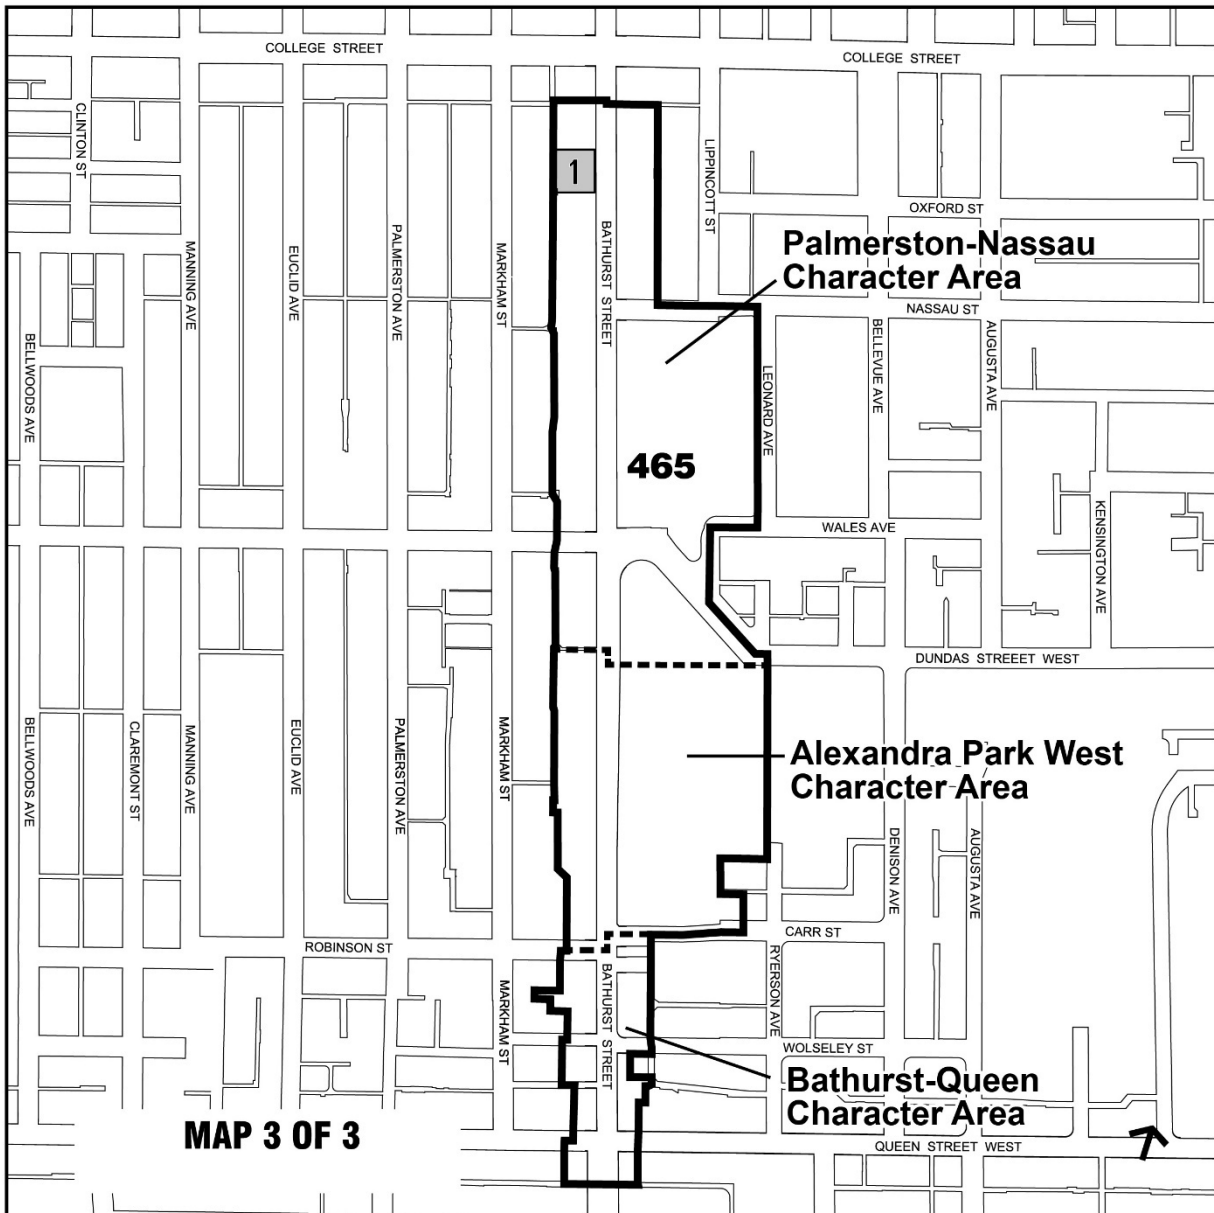 COLLEGE STREET
COLLEGE STREET
CLINTON ST
1
LIPPINCOTT ST
OXFORD ST
MANNING AVE
EUCLID AVE
PALMERSTON AVE
MARKHAM ST
BATHURST STREET
Palmerston-Nassau
Character Area
NASSAU ST
BELLWOODS AVE
LEONARD AVE
BELLEVUE AVE
AUGUSTA AVE
465
WALES AVE
KENSINGTON AVE
DUNDAS STREEET WEST
BELLWOODS AVE
CLAREMONT ST
MANNING AVE
EUCLID AVE
PALMERSTON AVE
MARKHAM ST
Alexandra Park West
Character Area
DENISON AVE
AUGUSTA AVE
CARR ST
ROBINSON ST
MARKHAM ST
BATHURST STREET
RYERSON AVE
WOLSELEY ST
Bathurst-Queen
Character Area
MAP 3 OF 3
QUEEN STREET WEST